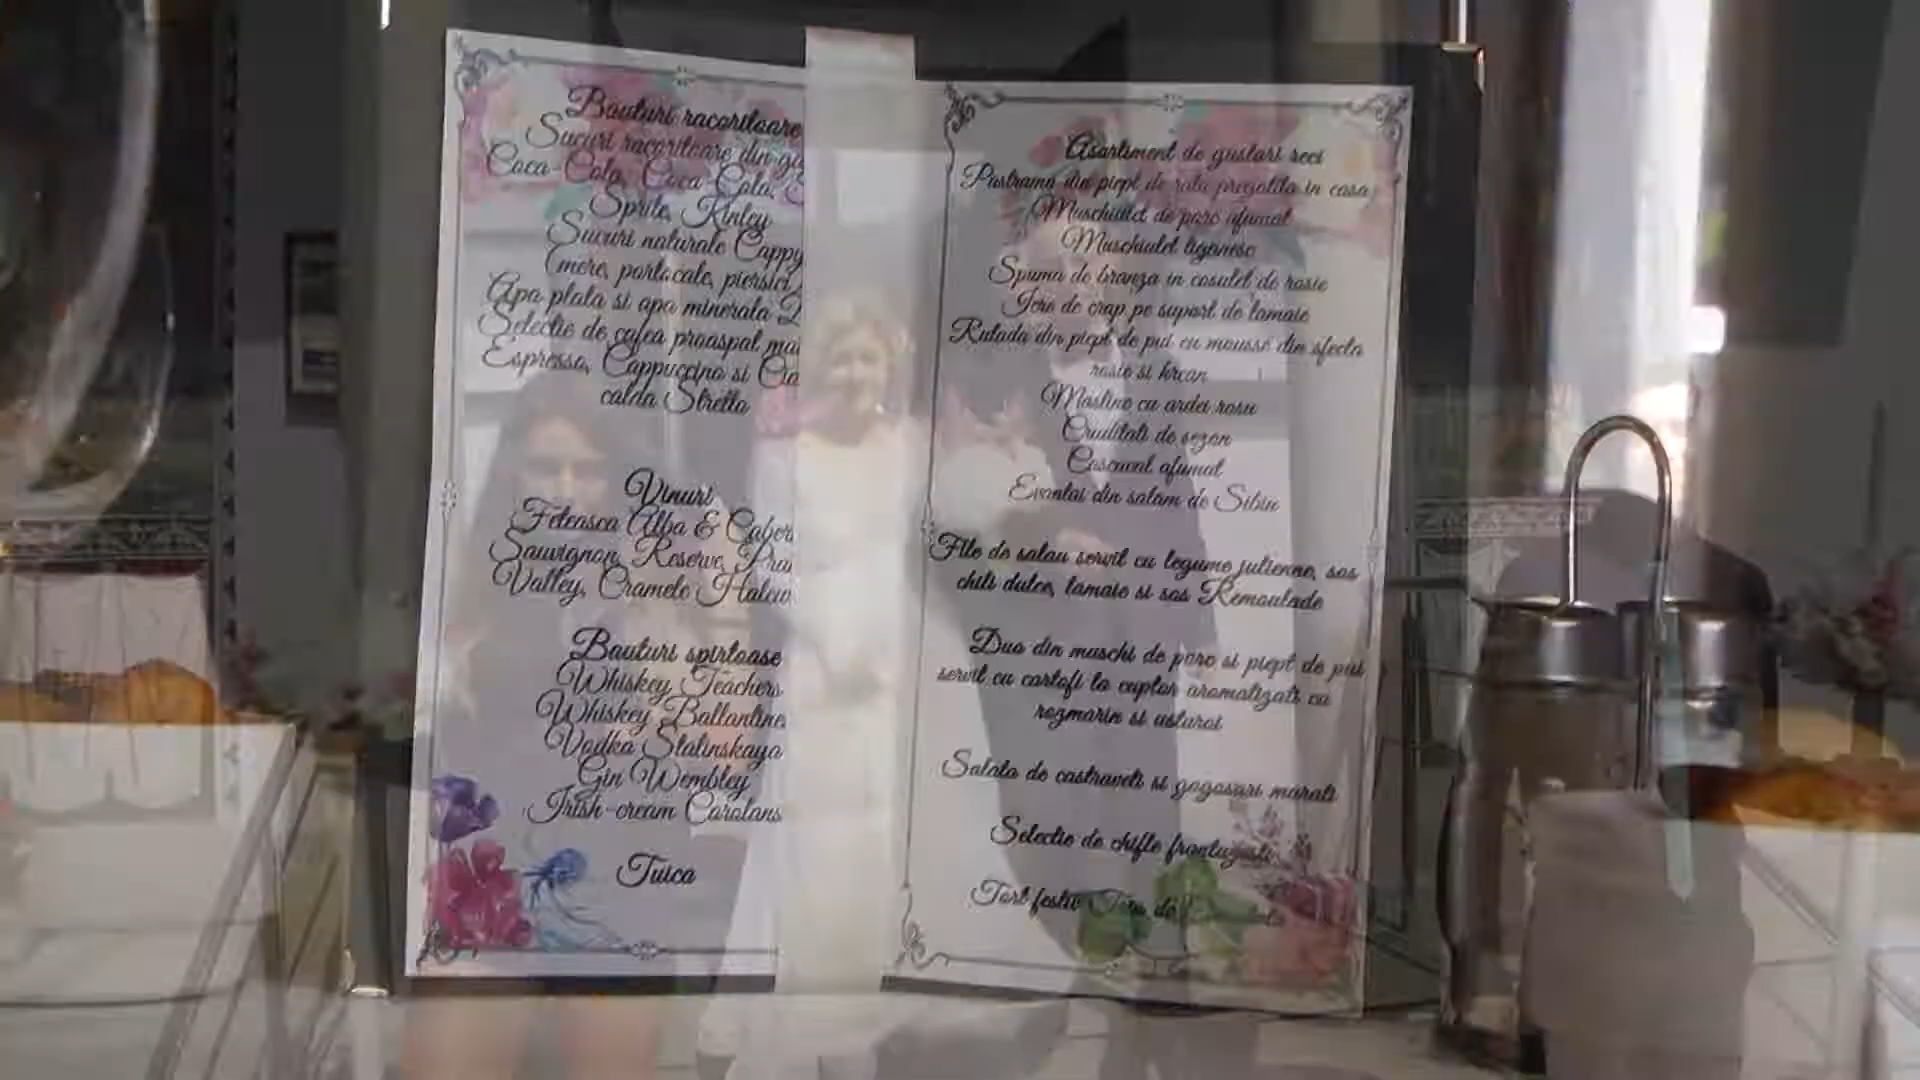 Bauturi racoritoare
Sucuri racoritoare din
Coca-Cola, Coca-Cola,
Sprite, Kinley
Sucuri naturale Cappy
(mere, portocale, piersici)
Apa plata si apa minerala
Selectie de cafea proaspat
Espresso, Cappuccino si
calda Stretto
Vinuri
Feteasca Alba &
Sauvignon, Reserve,
Valley, Cramele
Bauturi spirtoase
Whiskey Teachers
Whiskey Ballantines
Vodka Stalinskaya
Gin Wembley
Irish-cream Carolans
Tuica
Asortiment de gustari reci
Pastrama din piept de rata pregatita in casa
Muschiulet de porc afumat
Muschiulet tiganesc
Spuma de branza in cosulet de rosie
Icre de crap pe suport de lamaie
Rulada din piept de pui cu mousse din sfecla
rosie si hrean
Masline cu ardei rosu
Cruditati de sezon
Cascaval afumat
Evantai din salam de Sibiu
File de salau servit cu legume julienne, sos
chili dulce, lamaie si sos Remoulade
Duo din muschi de porc si piept de pui
servit cu cartofi la cuptor aromatizati cu
rozmarin si usturoi
Salata de castraveti si gogosari murati
Selectie de chifle frantuzesti
Tort festiv de